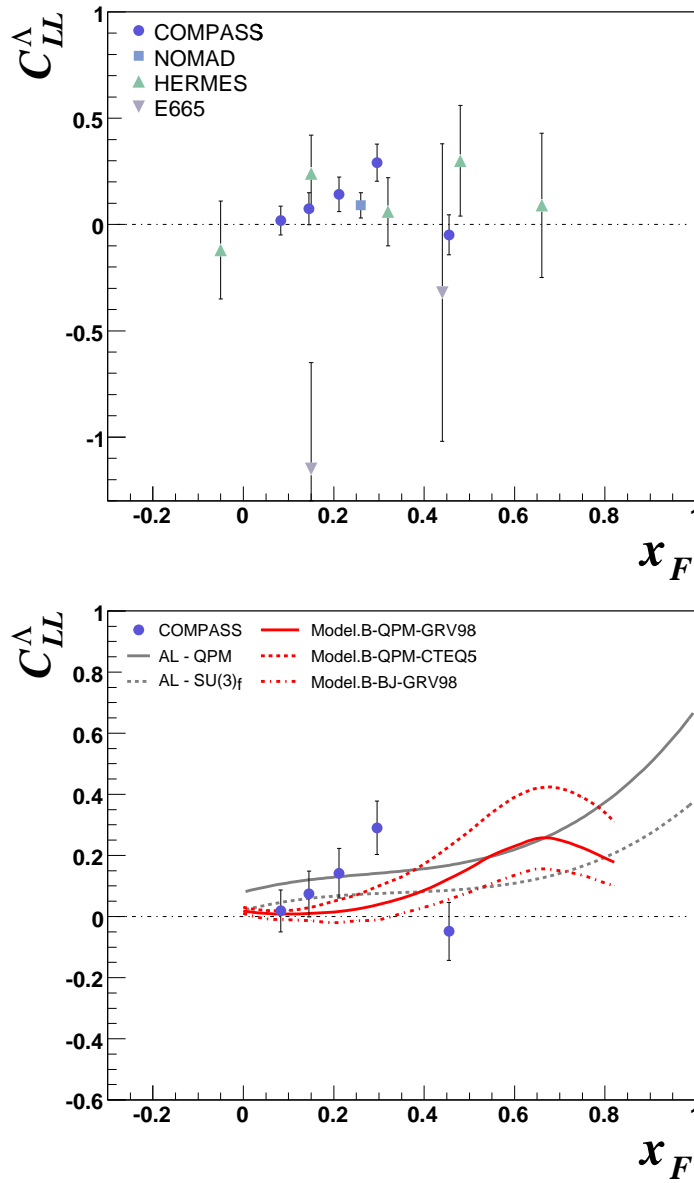 C^Λ_LL
1
0.5
0
-0.5
-1
COMPASS
NOMAD
HERMES
E665
-0.2 0 0.2 0.4 0.6 0.8 1
x_F
C^Λ_LL
1
0.8
0.6
0.4
0.2
0
-0.2
-0.4
-0.6
COMPASS Model.B-QPM-GRV98
AL - QPM Model.B-QPM-CTEQ5
AL - SU(3)f Model.B-BJ-GRV98
-0.2 0 0.2 0.4 0.6 0.8 1
x_F